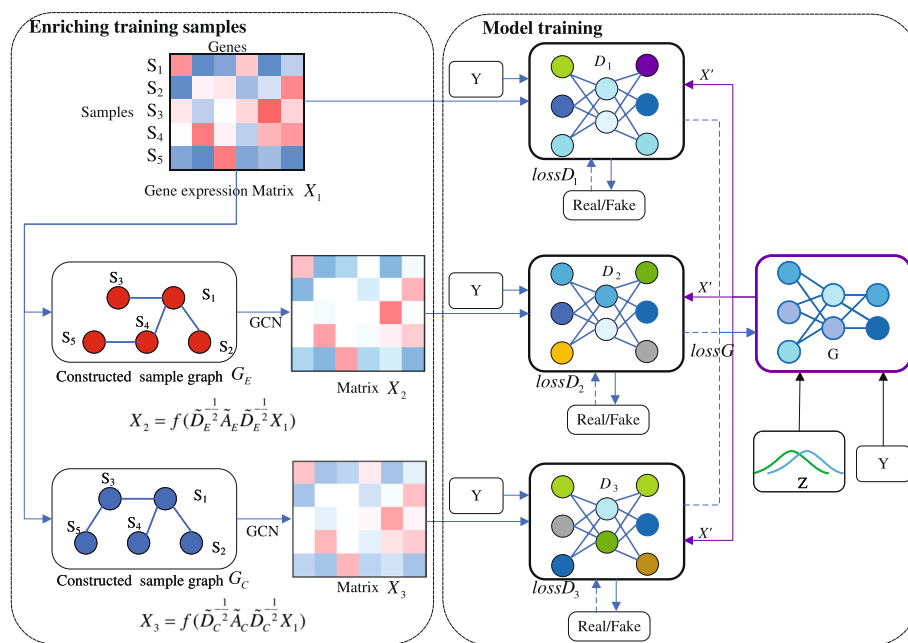 Enriching training samples
Genes
S1
S2
Samples
S3
S4
S5
Gene expression Matrix X1
S3
S1
S4
S5
S2
GCN
Constructed sample graph GE
Matrix X2
X2 = f(D̃E^-1/2 ÃE D̃E^-1/2 X1)
S3
S1
S5
S4
S2
GCN
Constructed sample graph GC
Matrix X3
X3 = f(D̃C^-1/2 ÃC D̃C^-1/2 X1)
Model training
Y
D1
X'
lossD1
Real/Fake
Y
D2
X'
lossG
G
lossD2
Real/Fake
Z
Y
Y
D3
X'
lossD3
Real/Fake